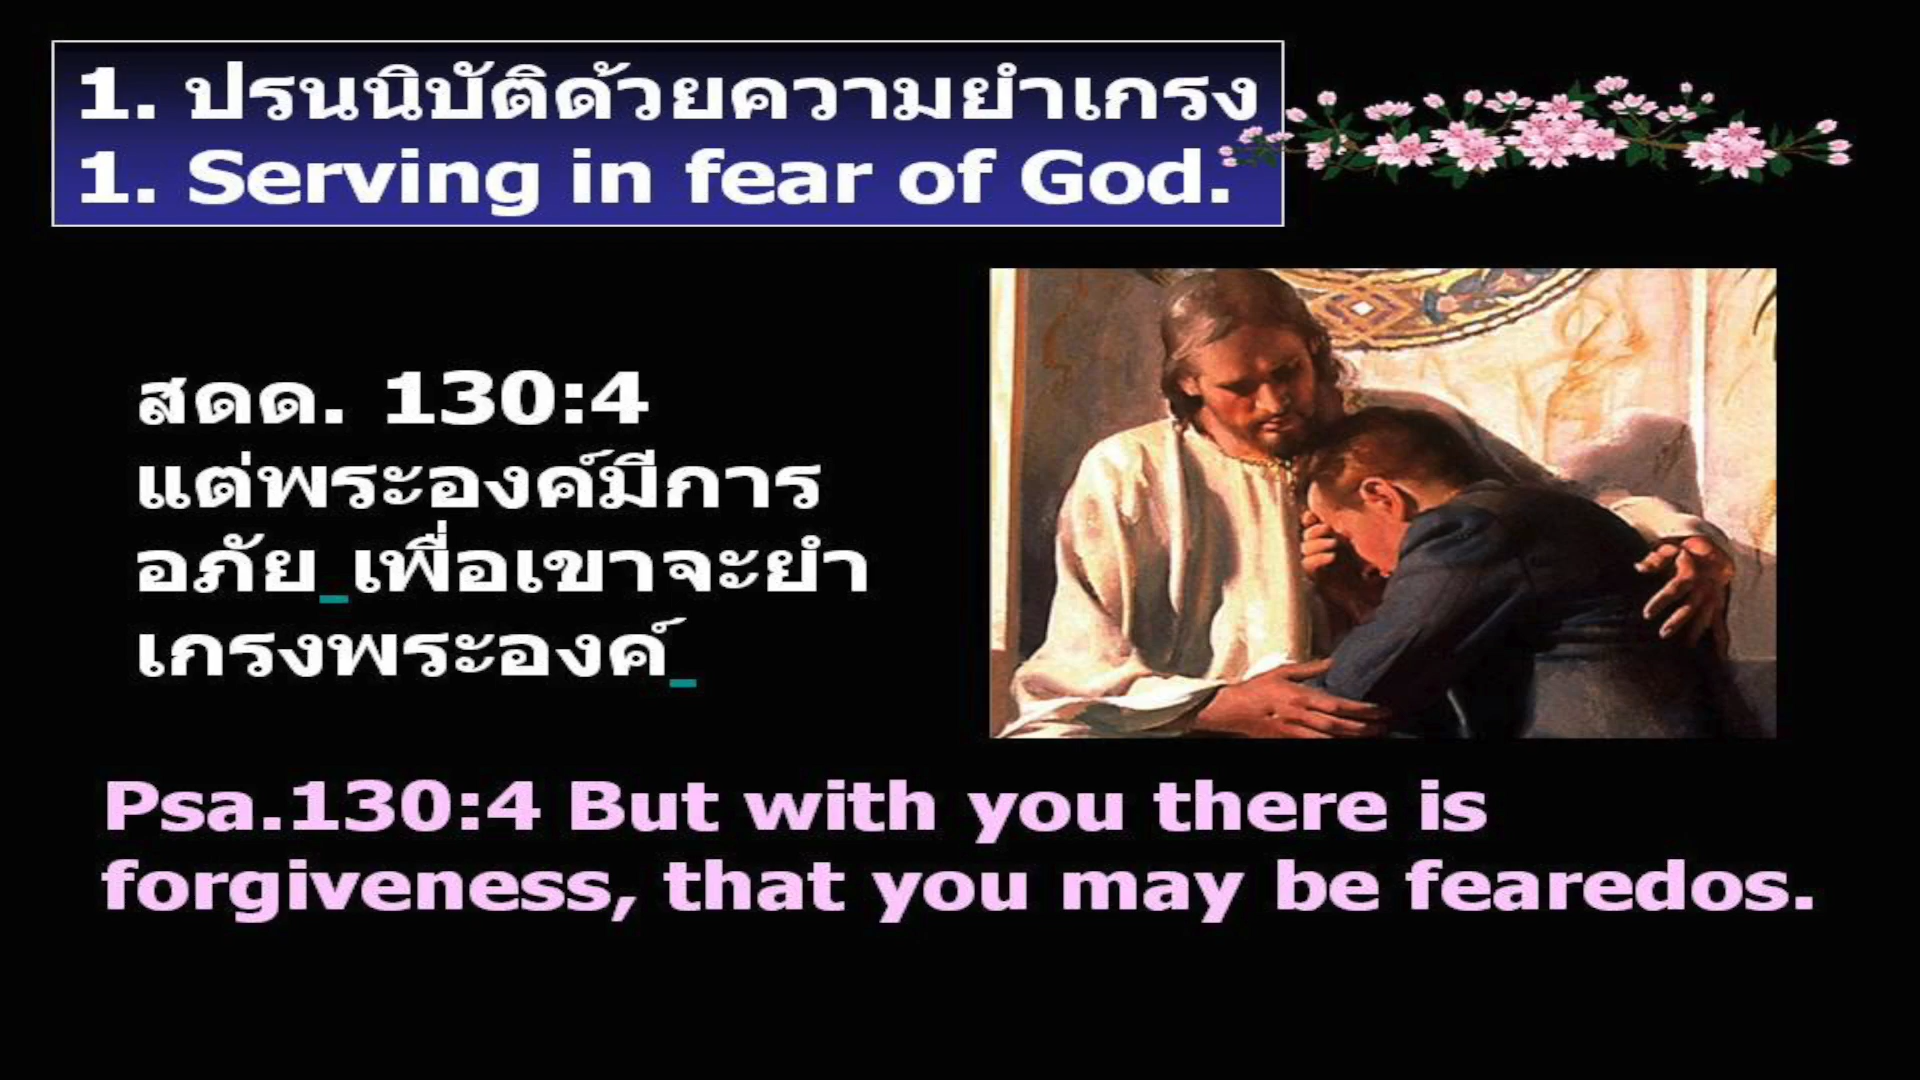 1. ปรนนิบัติด้วยความยำเกรง
1. Serving in fear of God.
สดด. 130:4
แต่พระองค์มีการ
อภัย เพื่อเขาจะยำ
เกรงพระองค์
Psa.130:4 But with you there is
forgiveness, that you may be fearedos.